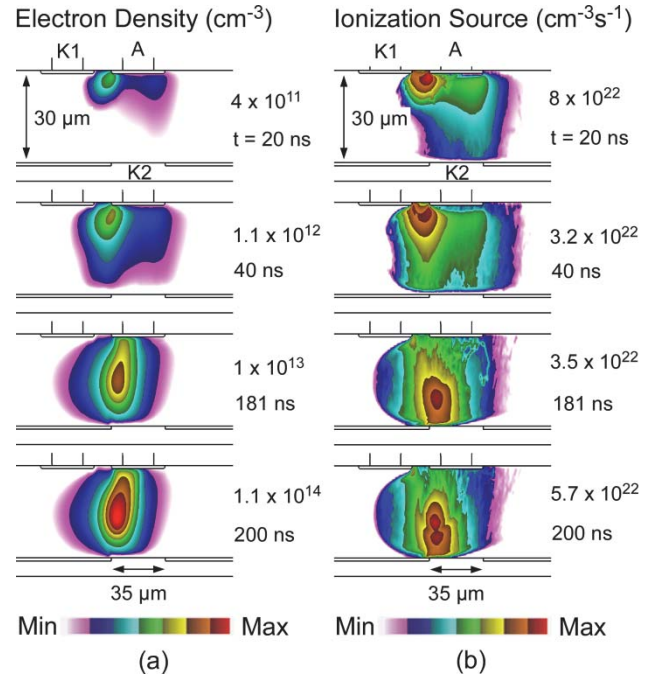 Electron Density (cm⁻³) Ionization Source (cm⁻³s⁻¹)
K1 A K1 A
30 µm 4 x 10¹¹ 30 µm 8 x 10²²
t = 20 ns t = 20 ns
K2 K2
1.1 x 10¹² 3.2 x 10²²
40 ns 40 ns
1 x 10¹³ 3.5 x 10²²
181 ns 181 ns
1.1 x 10¹⁴ 5.7 x 10²²
200 ns 200 ns
35 µm 35 µm
Min Max Min Max
(a) (b)